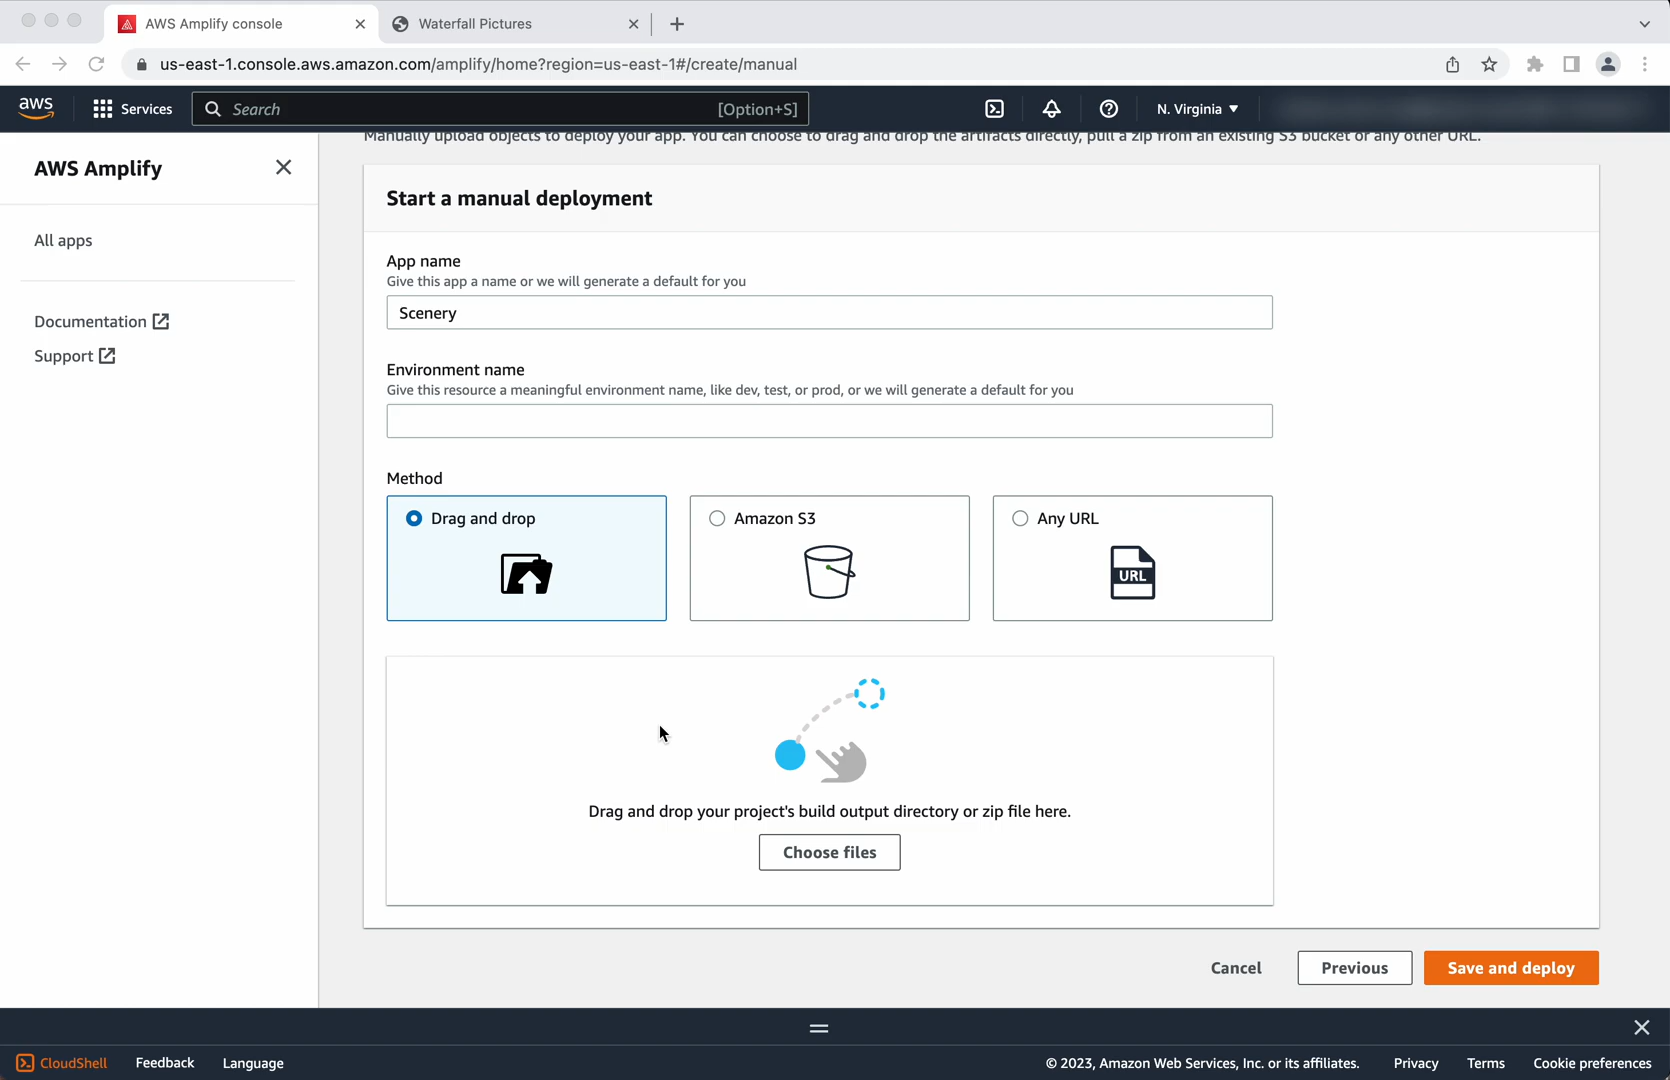 AWS Amplify console
Waterfall Pictures
us-east-1.console.aws.amazon.com/amplify/home?region=us-east-1#/create/manual
aws
Services
Search
[Option+S]
N. Virginia
AWS Amplify
All apps
Documentation
Support
Manually upload objects to deploy your app. You can choose to drag and drop the artifacts directly, pull a zip from an existing S3 bucket or any other URL.
Start a manual deployment
App name
Give this app a name or we will generate a default for you
Scenery
Environment name
Give this resource a meaningful environment name, like dev, test, or prod, or we will generate a default for you
Method
Drag and drop
Amazon S3
Any URL
URL
Drag and drop your project's build output directory or zip file here.
Choose files
Cancel
Previous
Save and deploy
CloudShell
Feedback
Language
© 2023, Amazon Web Services, Inc. or its affiliates.
Privacy
Terms
Cookie preferences